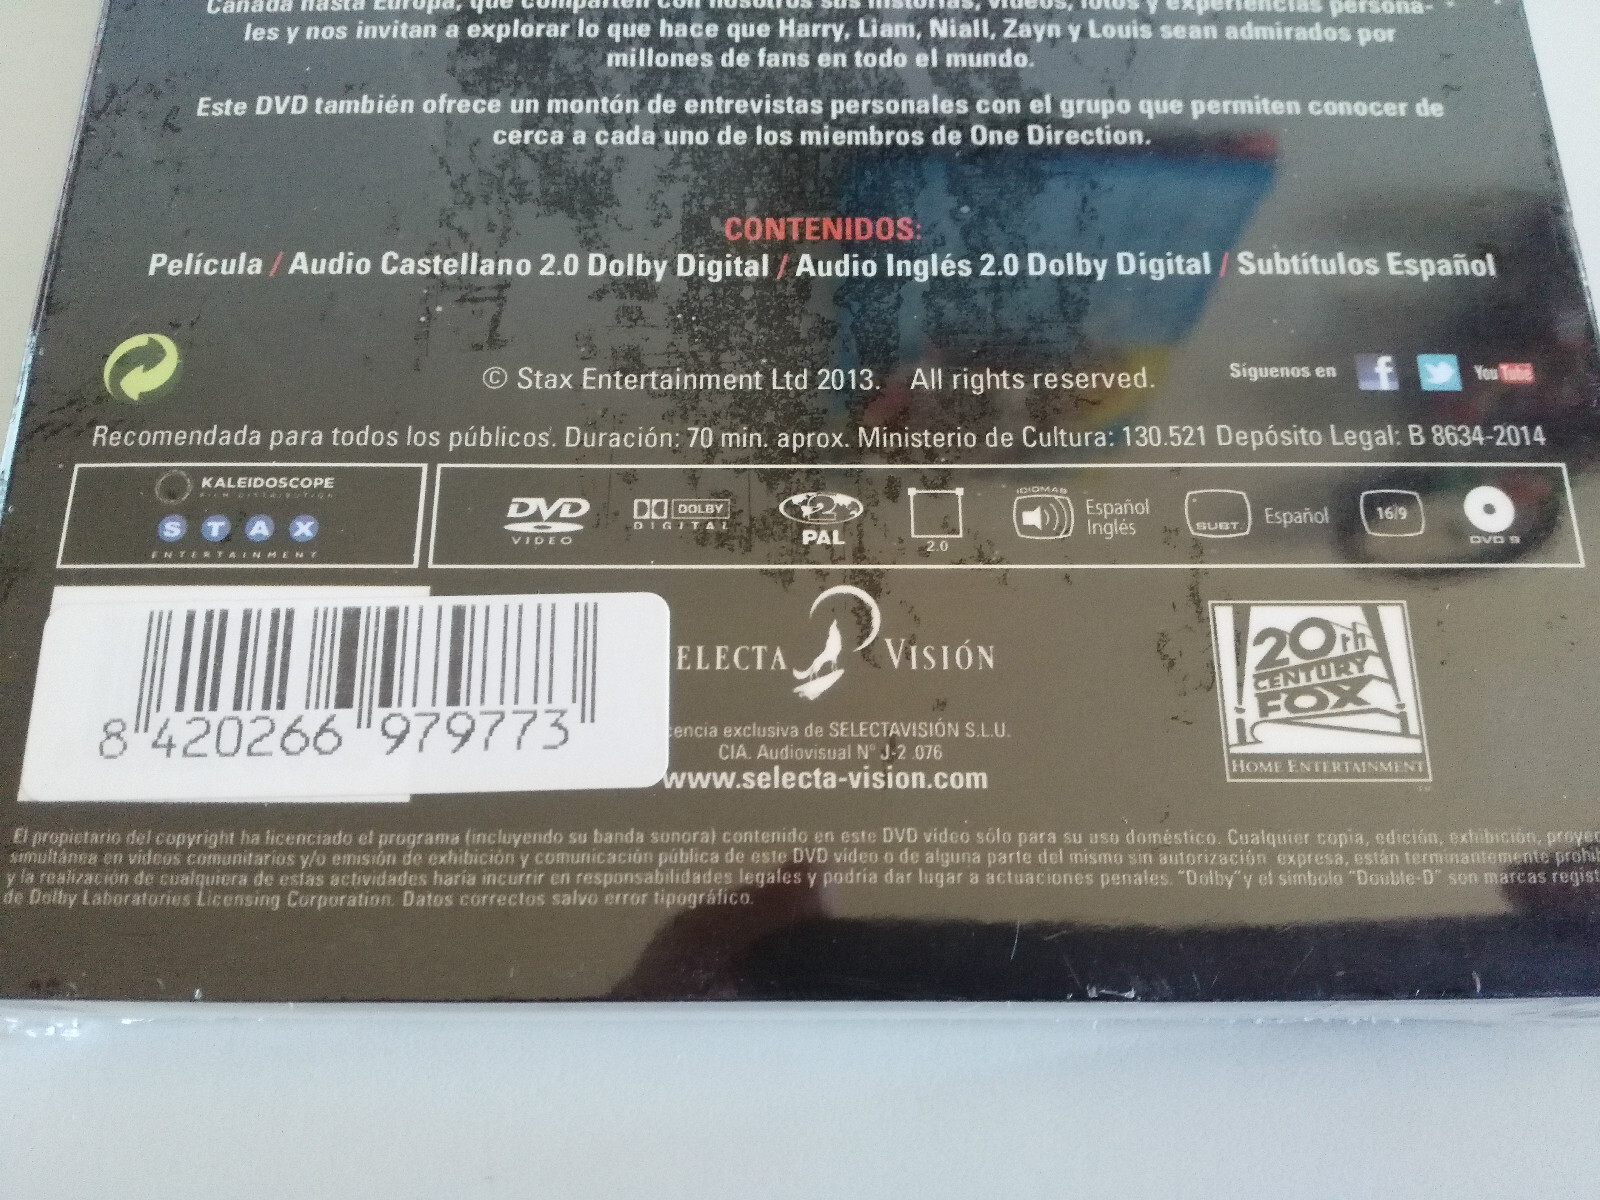 Canadá hasta Europa, que comparten con nosotros sus historias, vídeos, fotos y experiencias persona-
les y nos invitan a explorar lo que hace que Harry, Liam, Niall, Zayn y Louis sean admirados por
millones de fans en todo el mundo.
Este DVD también ofrece un montón de entrevistas personales con el grupo que permiten conocer de
cerca a cada uno de los miembros de One Direction.
CONTENIDOS:
Película / Audio Castellano 2.0 Dolby Digital / Audio Inglés 2.0 Dolby Digital / Subtítulos Español
© Stax Entertainment Ltd 2013. All rights reserved.
Síguenos en f YouTube
Recomendada para todos los públicos. Duración: 70 min. aprox. Ministerio de Cultura: 130.521 Depósito Legal: B 8634-2014
KALEIDOSCOPE
FILM DISTRIBUTION
STAX
ENTERTAINMENT
DVD
VIDEO
DOLBY
DIGITAL
2
PAL
2.0
IDIOMAS
Español
Inglés
SUBT.
Español
16/9
DVD 9
8 420266 979773
ELECTA VISIÓN
encia exclusiva de SELECTAVISIÓN S.L.U.
CIA. Audiovisual Nº J-2 .076
www.selecta-vision.com
20th
CENTURY
FOX
HOME ENTERTAINMENT
TM
El propietario del copyright ha licenciado el programa (incluyendo su banda sonora) contenido en este DVD video sólo para su uso doméstico. Cualquier copia, edición, exhibición, proyec
simultánea en videos comunitarios y/o emisión de exhibición y comunicación pública de este DVD vídeo o de alguna parte del mismo sin autorización expresa, están terminantemente prohib
y la realización de cualquiera de estas actividades haría incurrir en responsabilidades legales y podría dar lugar a actuaciones penales. "Dolby" y el símbolo "Double-D" son marcas regist
de Dolby Laboratories Licensing Corporation. Datos correctos salvo error tipográfico.